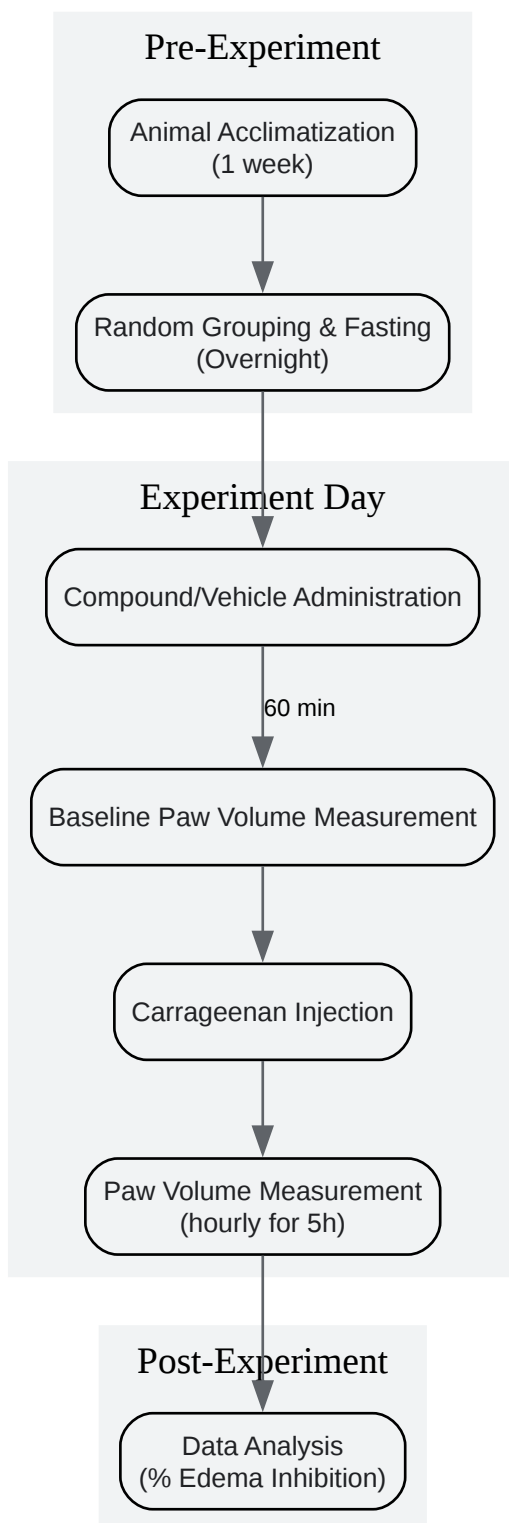 Pre-Experiment
Animal Acclimatization
(1 week)
Random Grouping & Fasting
(Overnight)
Experiment Day
Compound/Vehicle Administration
60 min
Baseline Paw Volume Measurement
Carrageenan Injection
Paw Volume Measurement
(hourly for 5h)
Post-Experiment
Data Analysis
(% Edema Inhibition)